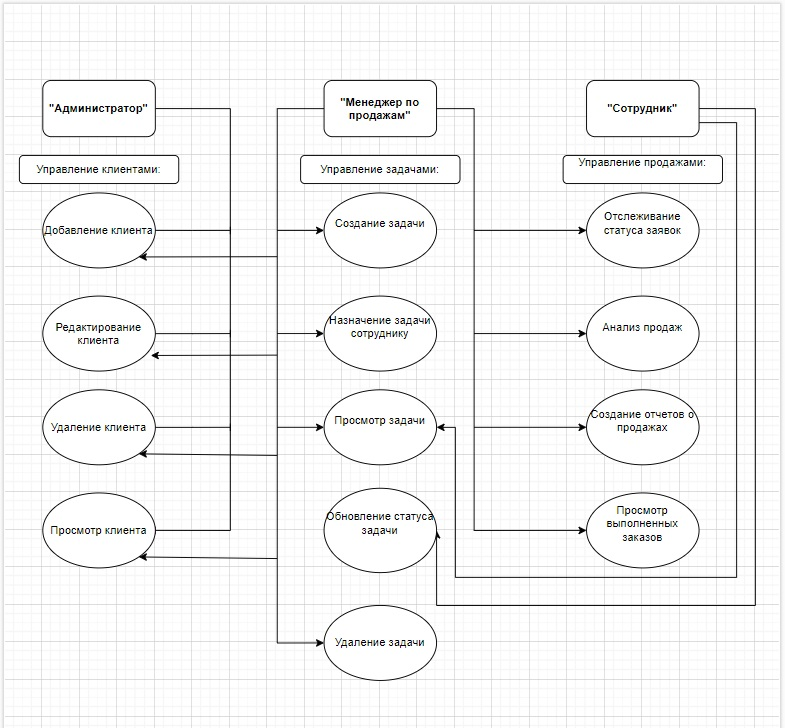 "Администратор"
"Менеджер по
продажам"
"Сотрудник"
Управление клиентами:
Управление задачами:
Управление продажами:
Добавление клиента
Создание задачи
Отслеживание
статуса заявок
Редактирование
клиента
Назначение задачи
сотруднику
Анализ продаж
Удаление клиента
Просмотр задачи
Создание отчетов о
продажах
Просмотр клиента
Обновление статуса
задачи
Просмотр
выполненных
заказов
Удаление задачи